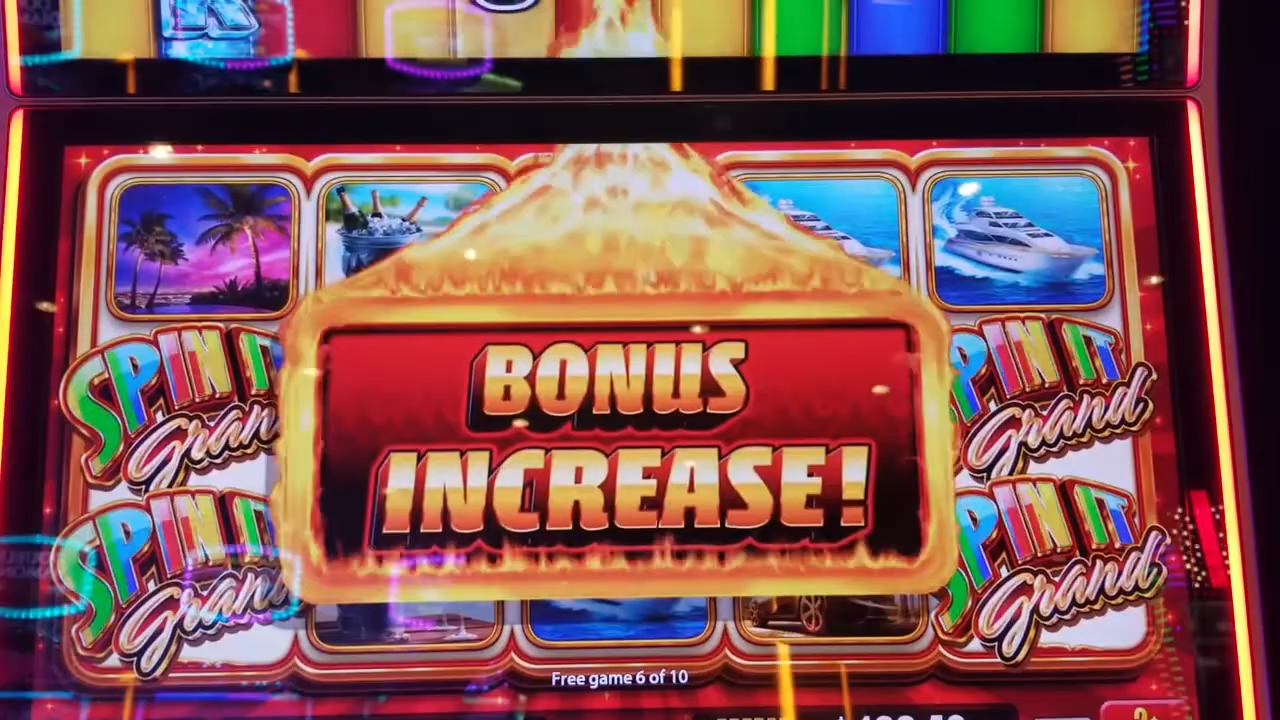 BONUS
INCREASE!
SPIN IT
Grand
SPIN IT
Grand
SPIN IT
Grand
SPIN IT
Grand
Free game 6 of 10